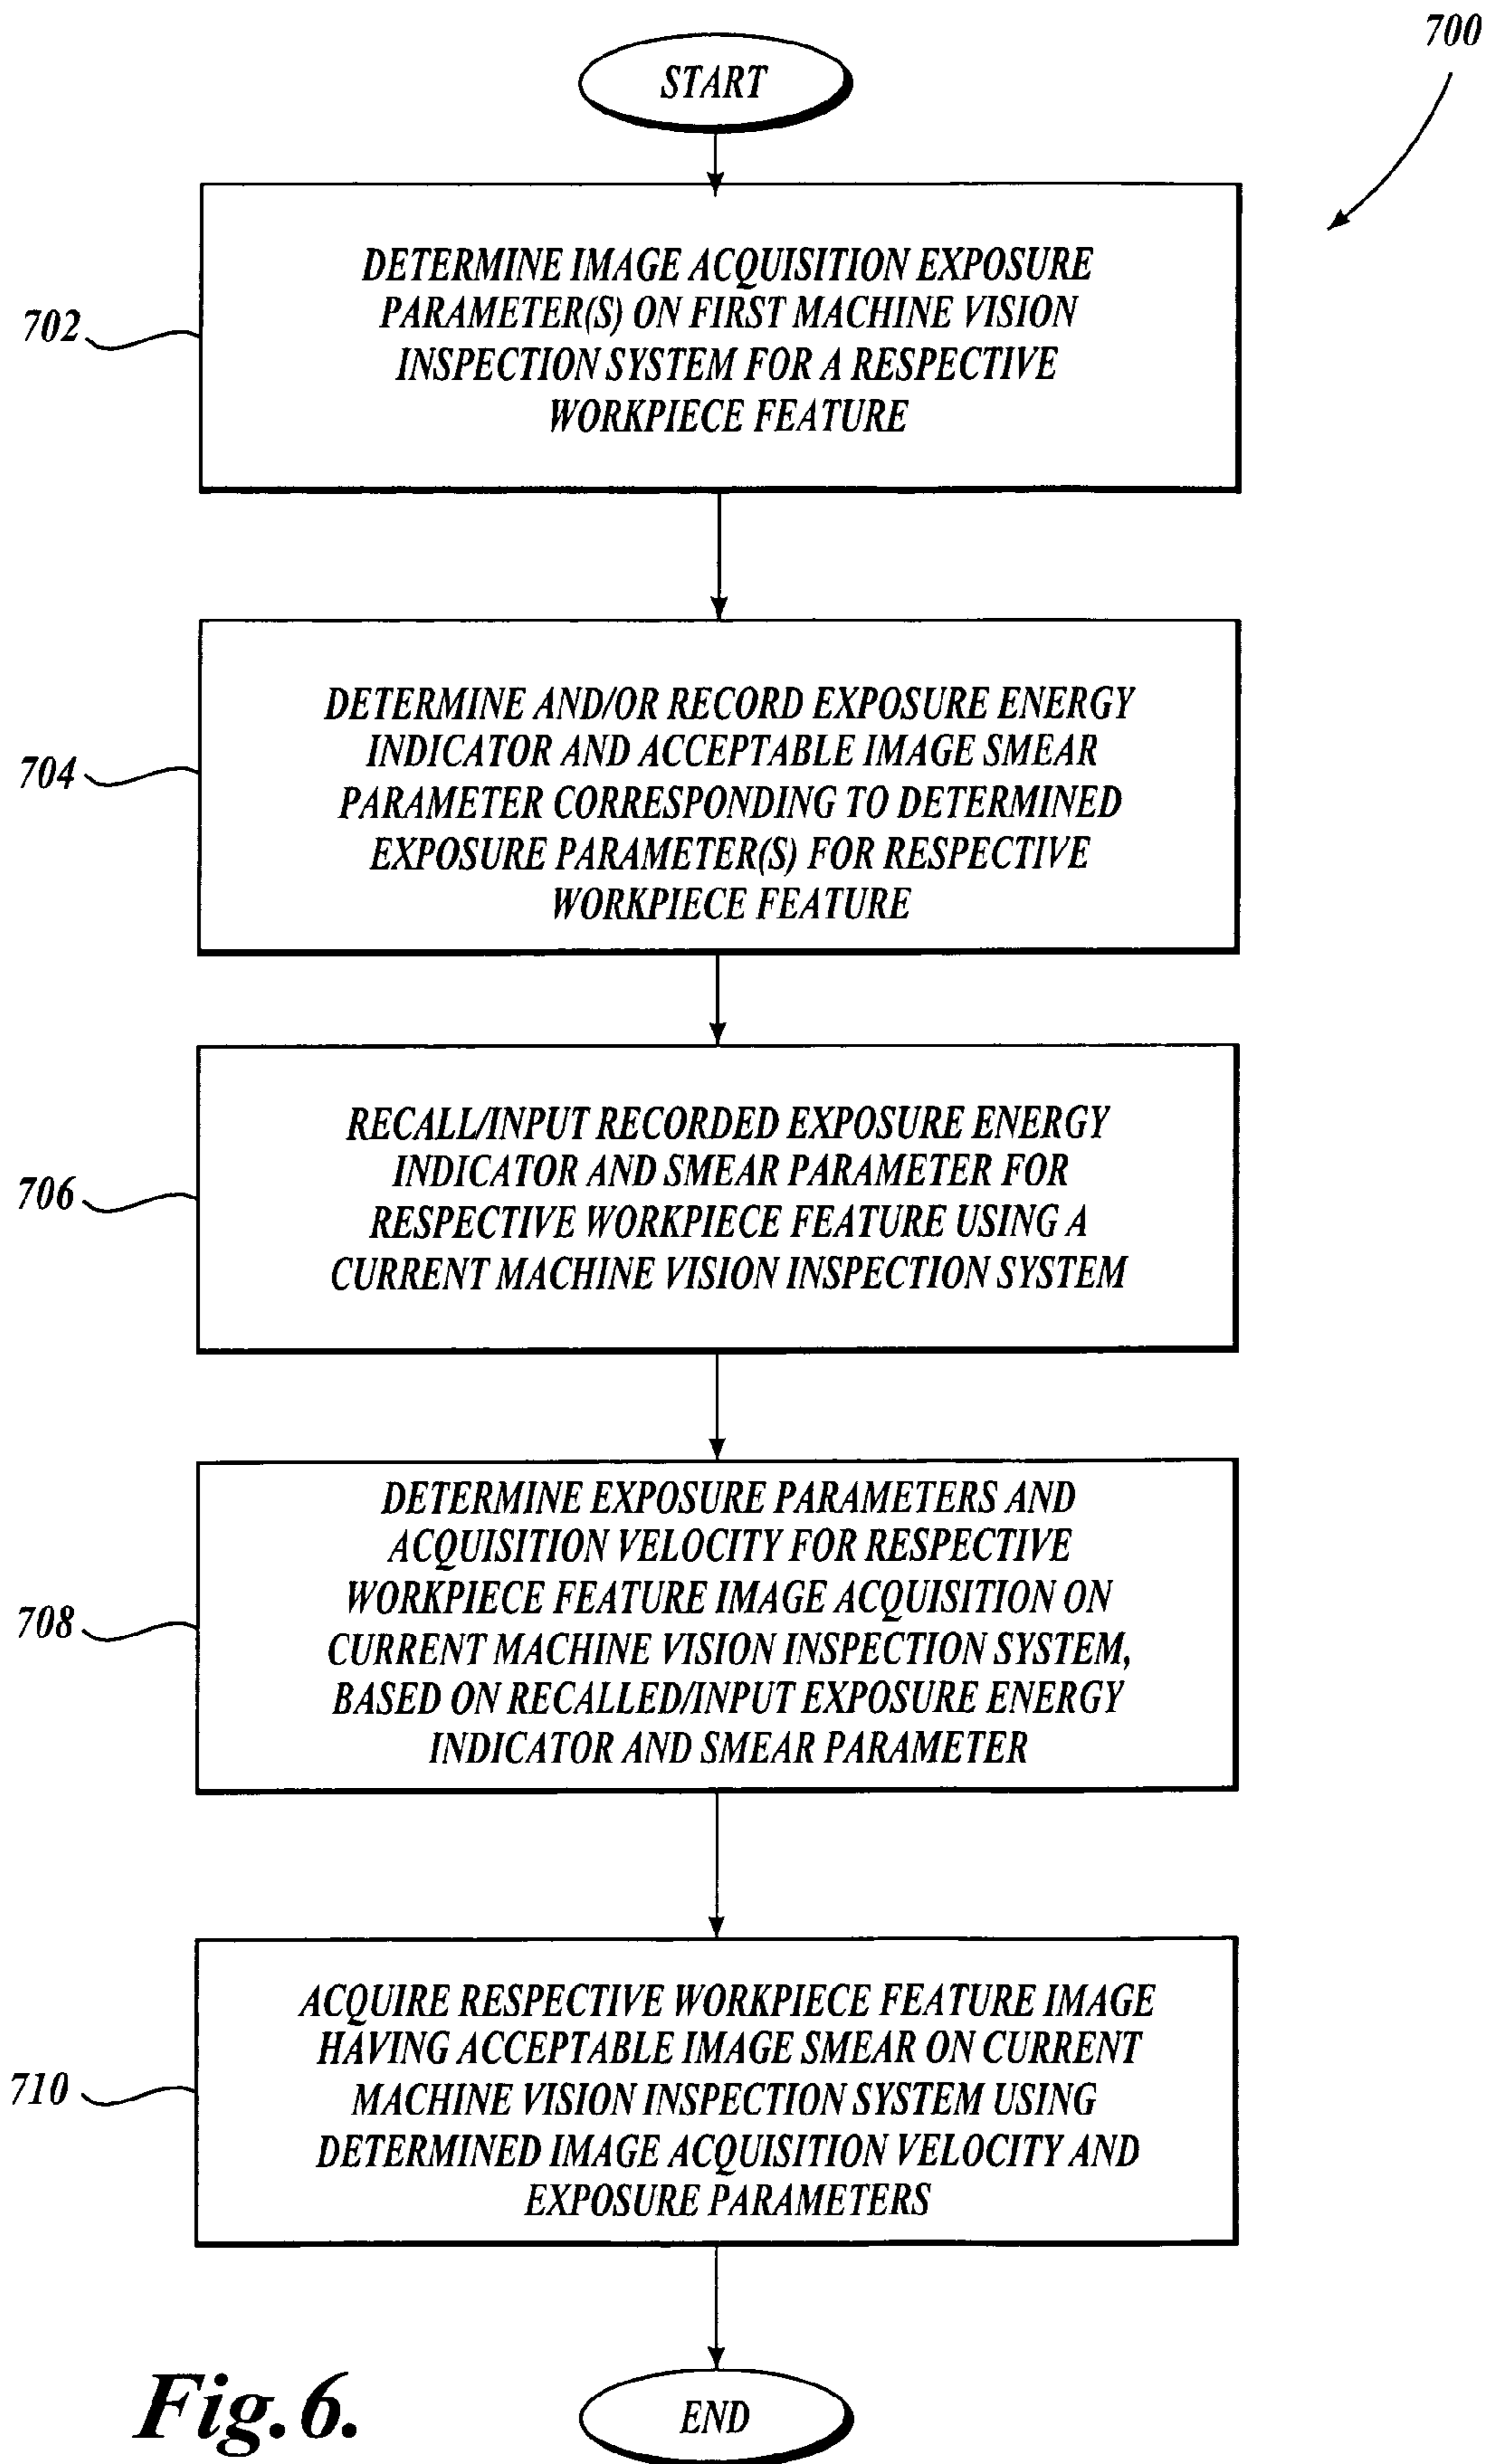 700
START
702
DETERMINE IMAGE ACQUISITION EXPOSURE
PARAMETER(S) ON FIRST MACHINE VISION
INSPECTION SYSTEM FOR A RESPECTIVE
WORKPIECE FEATURE
704
DETERMINE AND/OR RECORD EXPOSURE ENERGY
INDICATOR AND ACCEPTABLE IMAGE SMEAR
PARAMETER CORRESPONDING TO DETERMINED
EXPOSURE PARAMETER(S) FOR RESPECTIVE
WORKPIECE FEATURE
706
RECALL/INPUT RECORDED EXPOSURE ENERGY
INDICATOR AND SMEAR PARAMETER FOR
RESPECTIVE WORKPIECE FEATURE USING A
CURRENT MACHINE VISION INSPECTION SYSTEM
708
DETERMINE EXPOSURE PARAMETERS AND
ACQUISITION VELOCITY FOR RESPECTIVE
WORKPIECE FEATURE IMAGE ACQUISITION ON
CURRENT MACHINE VISION INSPECTION SYSTEM,
BASED ON RECALLED/INPUT EXPOSURE ENERGY
INDICATOR AND SMEAR PARAMETER
710
ACQUIRE RESPECTIVE WORKPIECE FEATURE IMAGE
HAVING ACCEPTABLE IMAGE SMEAR ON CURRENT
MACHINE VISION INSPECTION SYSTEM USING
DETERMINED IMAGE ACQUISITION VELOCITY AND
EXPOSURE PARAMETERS
END
Fig. 6.